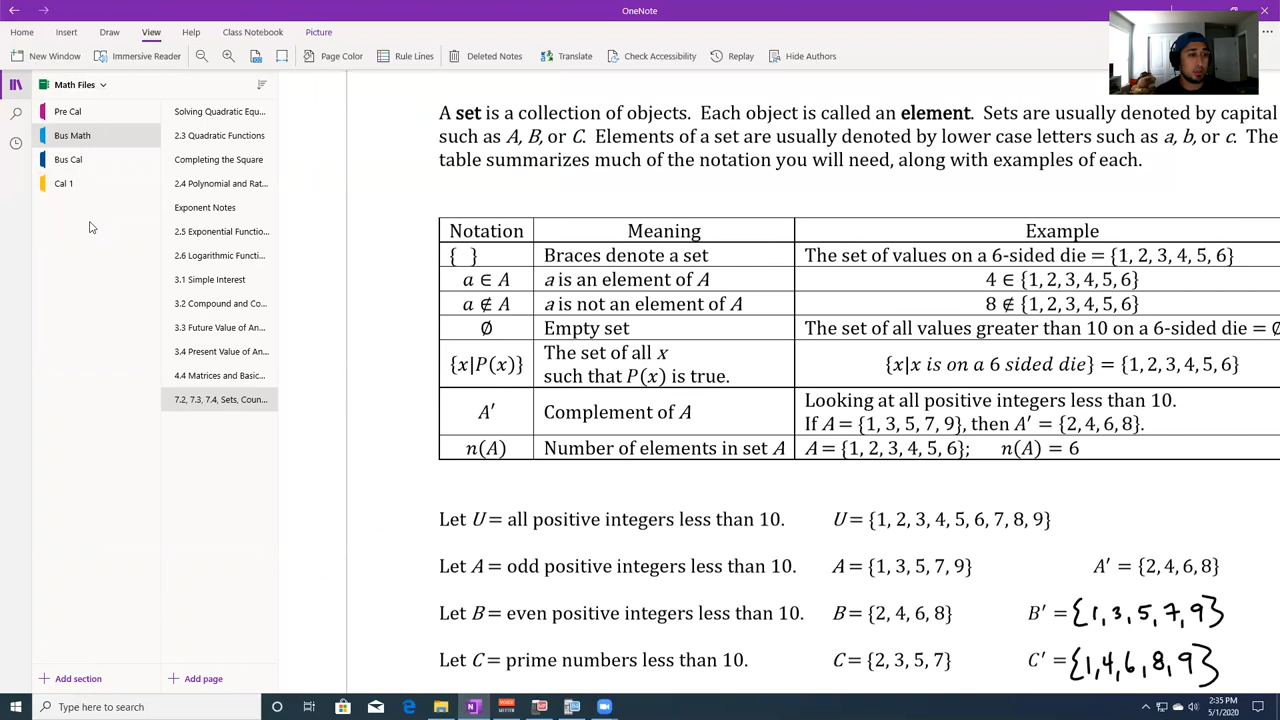 OneNote
Home Insert Draw View Help Class Notebook Picture
New Window Immersive Reader Page Color Rule Lines Deleted Notes Translate Check Accessibility Replay Hide Authors
Math Files
Pre Cal
Bus Math
Bus Cal
Cal 1
Solving Quadratic Equ...
2.3 Quadratic Functions
Completing the Square
2.4 Polynomial and Rat...
Exponent Notes
2.5 Exponential Functio...
2.6 Logarithmic Functi...
3.1 Simple Interest
3.2 Compound and Co...
3.3 Future Value of An...
3.4 Present Value of An...
4.4 Matrices and Basic...
7.2, 7.3, 7.4, Sets, Coun...
A set is a collection of objects. Each object is called an element. Sets are usually denoted by capital
such as A, B, or C. Elements of a set are usually denoted by lower case letters such as a, b, or c. The
table summarizes much of the notation you will need, along with examples of each.
Notation Meaning Example
{ } Braces denote a set The set of values on a 6-sided die = {1, 2, 3, 4, 5, 6}
a ∈ A a is an element of A 4 ∈ {1, 2, 3, 4, 5, 6}
a ∉ A a is not an element of A 8 ∉ {1, 2, 3, 4, 5, 6}
∅ Empty set The set of all values greater than 10 on a 6-sided die = ∅
{x|P(x)} The set of all x
such that P(x) is true. {x|x is on a 6 sided die} = {1, 2, 3, 4, 5, 6}
A′ Complement of A Looking at all positive integers less than 10.
If A = {1, 3, 5, 7, 9}, then A′ = {2, 4, 6, 8}.
n(A) Number of elements in set A A = {1, 2, 3, 4, 5, 6}; n(A) = 6
Let U = all positive integers less than 10. U = {1, 2, 3, 4, 5, 6, 7, 8, 9}
Let A = odd positive integers less than 10. A = {1, 3, 5, 7, 9} A′ = {2, 4, 6, 8}
Let B = even positive integers less than 10. B = {2, 4, 6, 8} B′ = {1, 3, 5, 7, 9}
Let C = prime numbers less than 10. C = {2, 3, 5, 7} C′ = {1, 4, 6, 8, 9}
Add section Add page
Type here to search
2:35 PM
5/1/2020